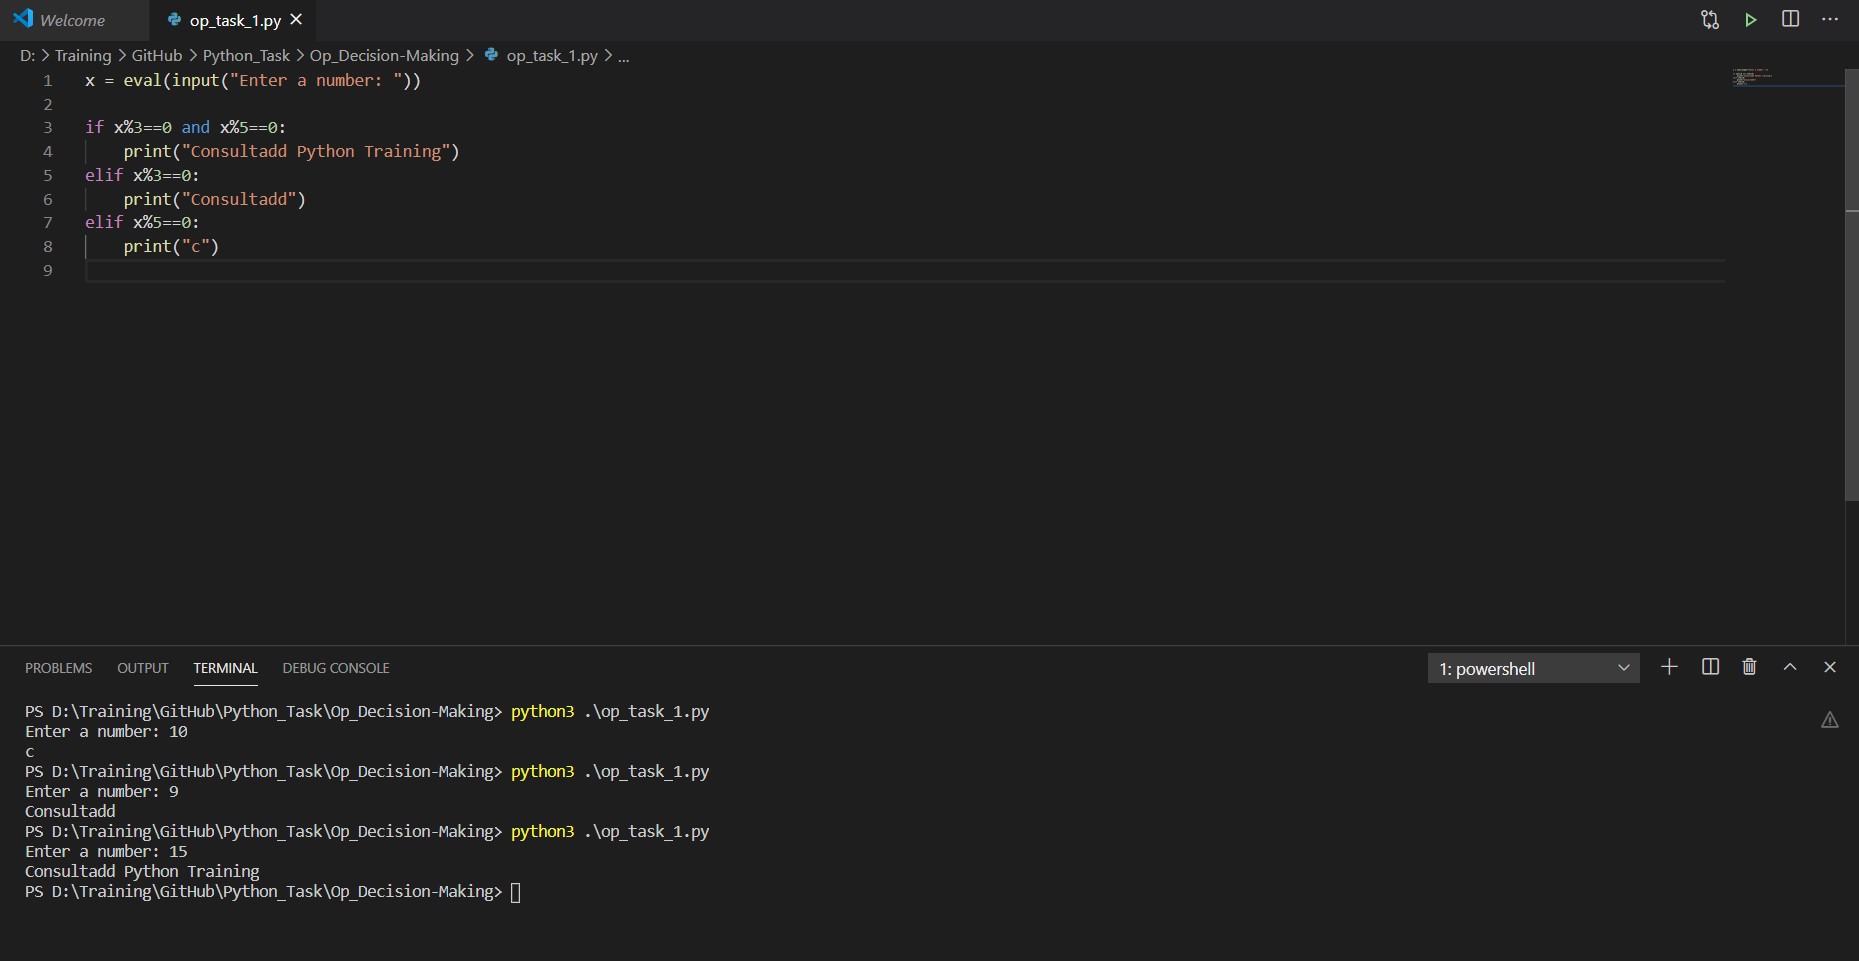 Welcome
op_task_1.py
D: > Training > GitHub > Python_Task > Op_Decision-Making > op_task_1.py > ...
1 x = eval(input("Enter a number: "))
2
3 if x%3==0 and x%5==0:
4 print("Consultadd Python Training")
5 elif x%3==0:
6 print("Consultadd")
7 elif x%5==0:
8 print("c")
9
PROBLEMS OUTPUT TERMINAL DEBUG CONSOLE 1: powershell
PS D:\Training\GitHub\Python_Task\Op_Decision-Making> python3 .\op_task_1.py
Enter a number: 10
c
PS D:\Training\GitHub\Python_Task\Op_Decision-Making> python3 .\op_task_1.py
Enter a number: 9
Consultadd
PS D:\Training\GitHub\Python_Task\Op_Decision-Making> python3 .\op_task_1.py
Enter a number: 15
Consultadd Python Training
PS D:\Training\GitHub\Python_Task\Op_Decision-Making>